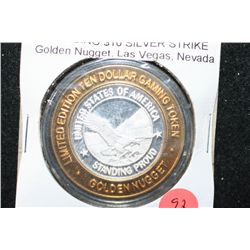 $10 SILVER STRIKE
Golden Nugget, Las Vegas, Nevada
LIMITED EDITION TEN DOLLAR GAMING TOKEN
UNITED STATES OF AMERICA
STANDING PROUD
GOLDEN NUGGET
92